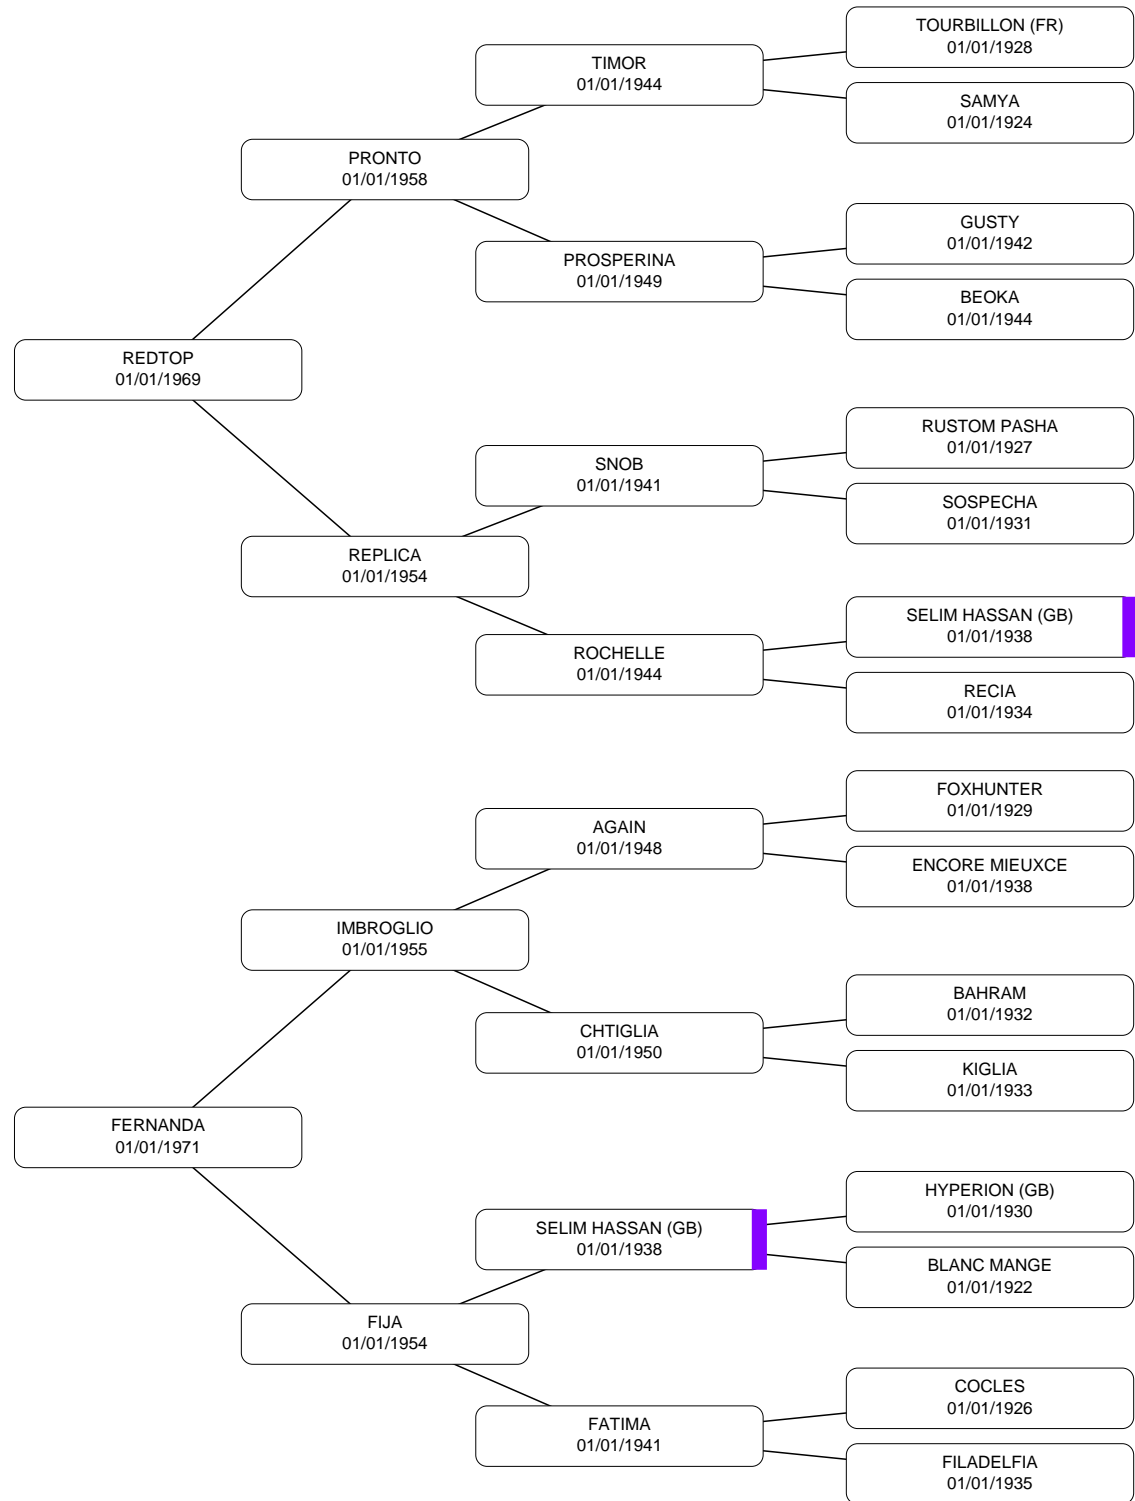 TOURBILLON (FR)
01/01/1928
TIMOR
01/01/1944
SAMYA
01/01/1924
PRONTO
01/01/1958
GUSTY
01/01/1942
PROSPERINA
01/01/1949
BEOKA
01/01/1944
REDTOP
01/01/1969
RUSTOM PASHA
01/01/1927
SNOB
01/01/1941
SOSPECHA
01/01/1931
REPLICA
01/01/1954
SELIM HASSAN (GB)
01/01/1938
ROCHELLE
01/01/1944
RECIA
01/01/1934
FOXHUNTER
01/01/1929
AGAIN
01/01/1948
ENCORE MIEUXCE
01/01/1938
IMBROGLIO
01/01/1955
BAHRAM
01/01/1932
CHTIGLIA
01/01/1950
KIGLIA
01/01/1933
FERNANDA
01/01/1971
HYPERION (GB)
01/01/1930
SELIM HASSAN (GB)
01/01/1938
BLANC MANGE
01/01/1922
FIJA
01/01/1954
COCLES
01/01/1926
FATIMA
01/01/1941
FILADELFIA
01/01/1935